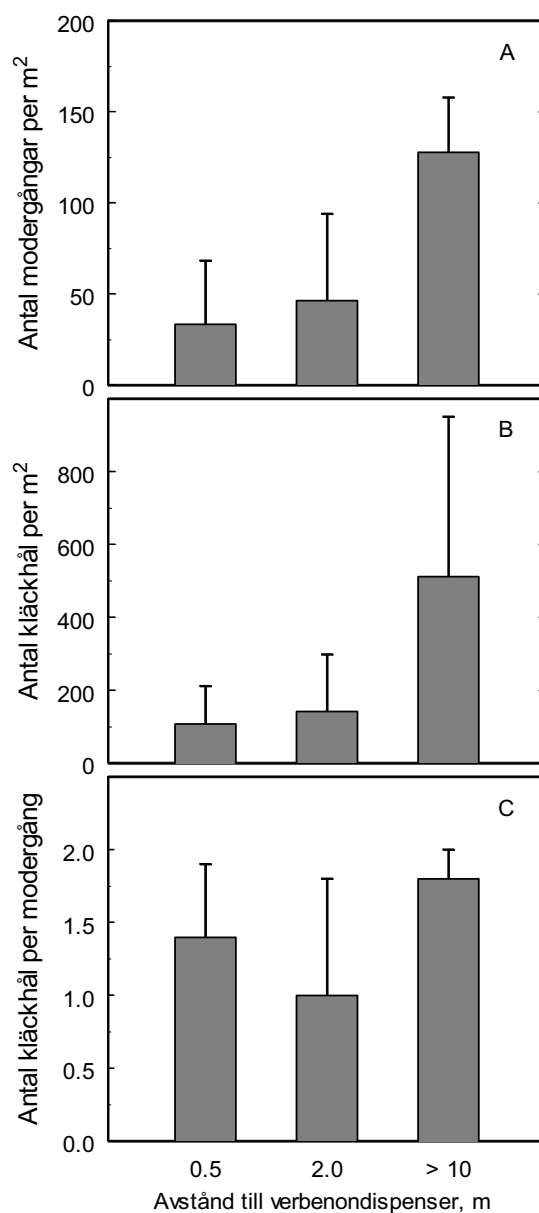 200
150
100
50
0
Antal modergångar per m²
A
800
600
400
200
0
Antal kläckhål per m²
B
2.0
1.5
1.0
0.5
0.0
Antal kläckhål per modergång
C
0.5 2.0 > 10
Avstånd till verbenondispenser, m